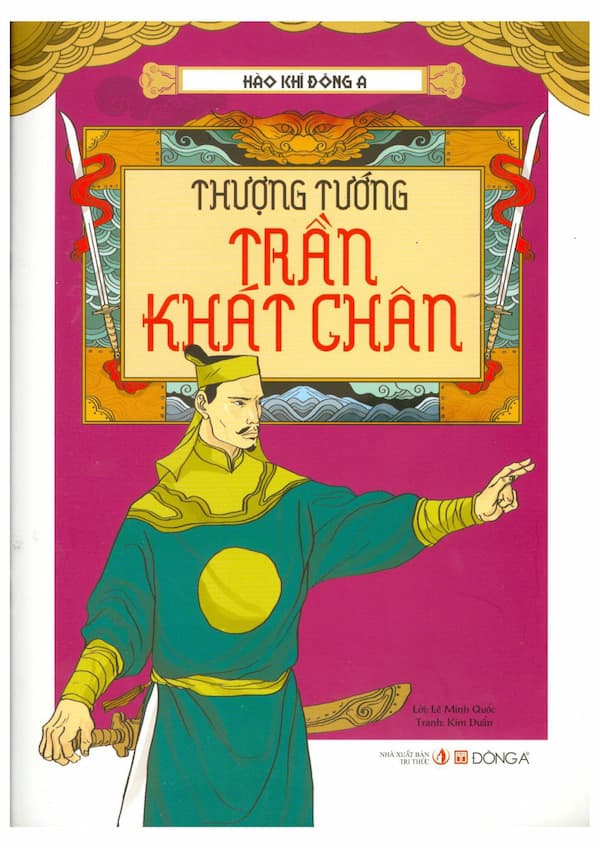 HÀO KHÍ ĐÔNG A
THƯỢNG TƯỚNG
TRẦN
KHÁT CHÂN
Lời: Lê Minh Quốc
Tranh: Kim Duẩn
NHÀ XUẤT BẢN
TRI THỨC
ĐÔNG A